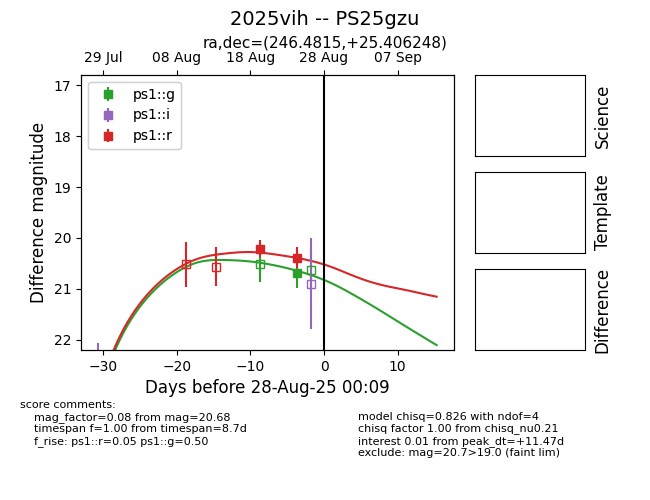 2025vih -- PS25gzu
ra,dec=(246.4815,+25.406248)
29 Jul 08 Aug 18 Aug 28 Aug 07 Sep
ps1::g
ps1::i
ps1::r
17
18
19
20
21
22
Difference magnitude
−30 −20 −10 0 10
Days before 28-Aug-25 00:09
Science
Template
Difference
score comments:
mag_factor=0.08 from mag=20.68
timespan f=1.00 from timespan=8.7d
f_rise: ps1::r=0.05 ps1::g=0.50
model chisq=0.826 with ndof=4
chisq factor 1.00 from chisq_nu0.21
interest 0.01 from peak_dt=+11.47d
exclude: mag=20.7>19.0 (faint lim)